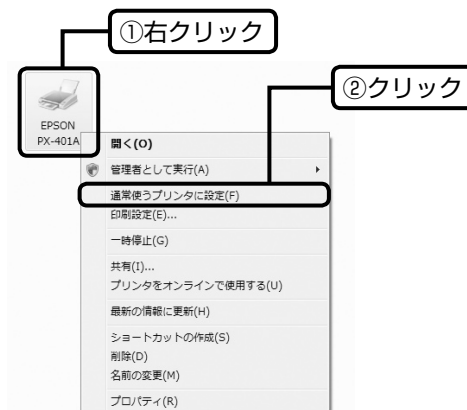 ①右クリック
②クリック
EPSON
PX-401A
開く(O)
管理者として実行(A)
通常使うプリンタに設定(F)
印刷設定(E)...
一時停止(G)
共有(I)...
プリンタをオンラインで使用する(U)
最新の情報に更新(H)
ショートカットの作成(S)
削除(D)
名前の変更(M)
プロパティ(R)